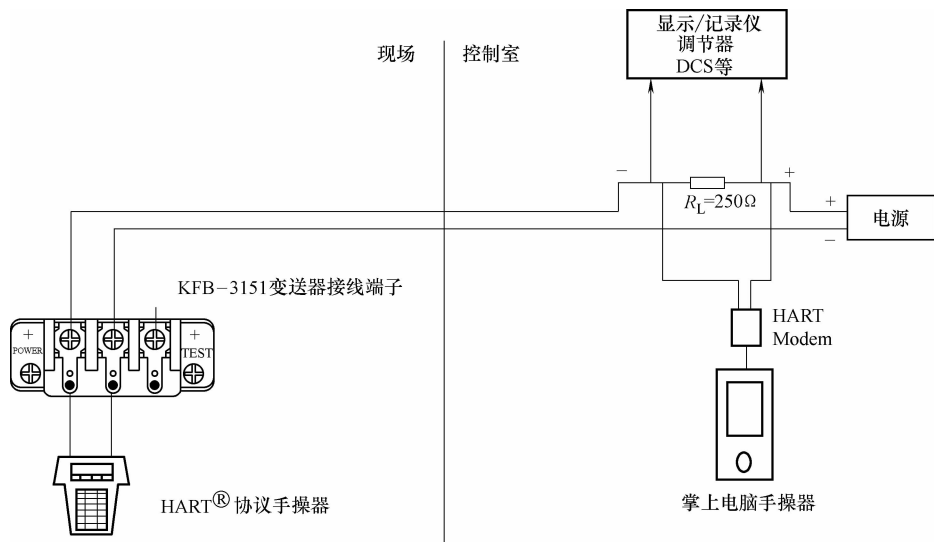 显示/记录仪
调节器
DCS等
现场
控制室
−
+
R_L=250Ω
+
电源
−
KFB−3151变送器接线端子
+
POWER
+
TEST
HART
Modem
HART®协议手操器
掌上电脑手操器